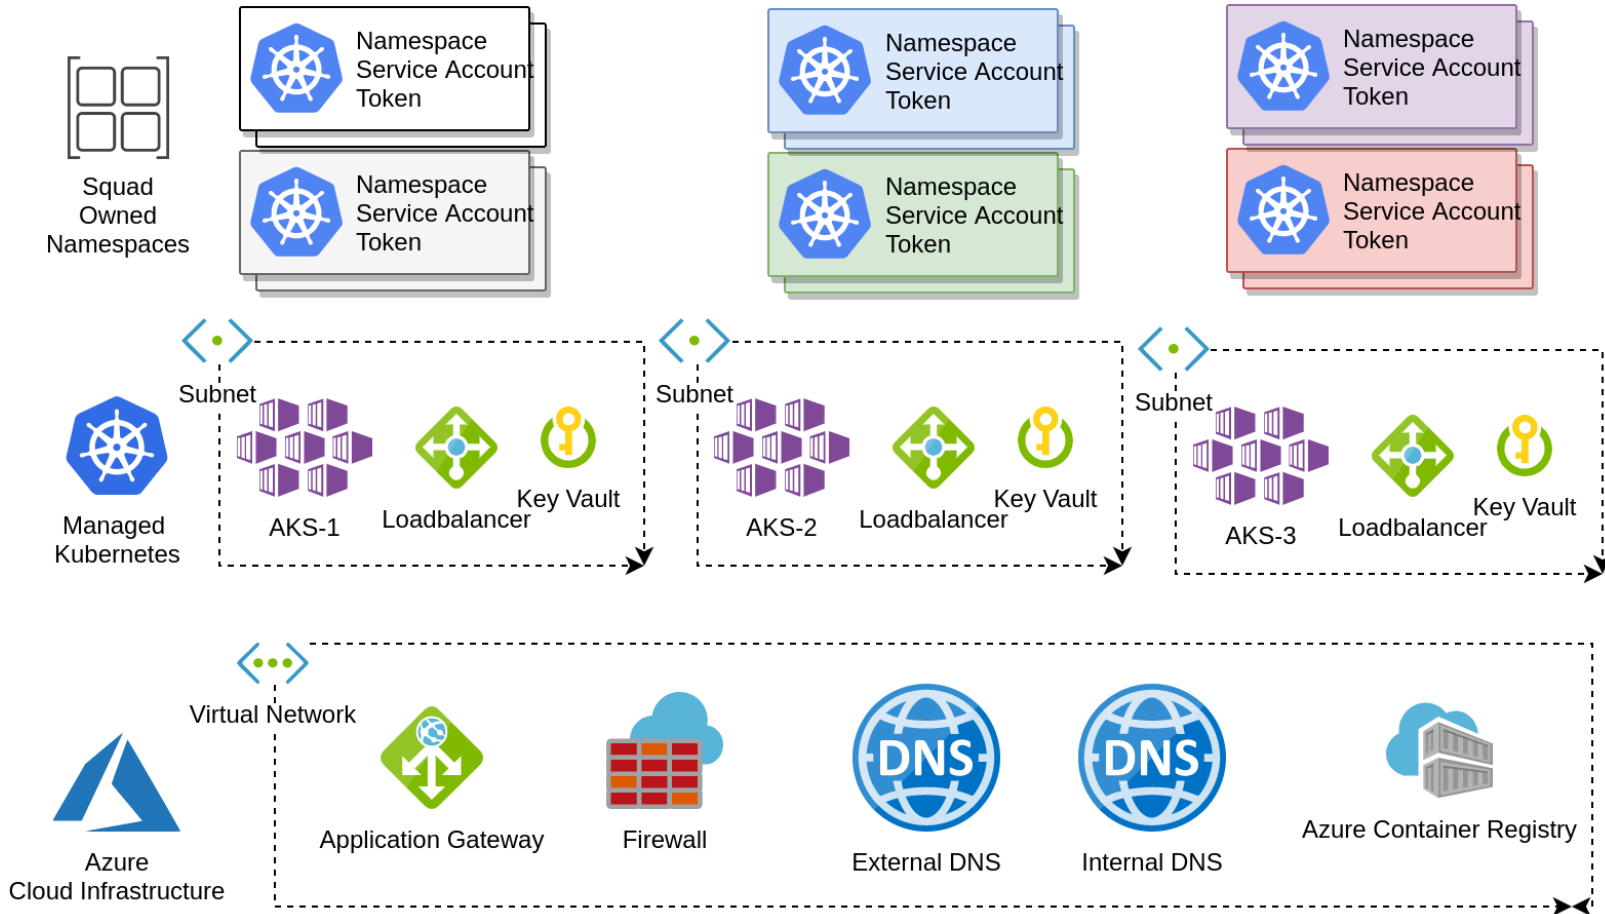 Namespace
Service Account
Token
Namespace
Service Account
Token
Namespace
Service Account
Token
Squad
Owned
Namespaces
Namespace
Service Account
Token
Namespace
Service Account
Token
Namespace
Service Account
Token
Subnet
Subnet
Subnet
Managed
Kubernetes
AKS-1
Loadbalancer
Key Vault
AKS-2
Loadbalancer
Key Vault
AKS-3
Loadbalancer
Key Vault
Virtual Network
Azure
Cloud Infrastructure
Application Gateway
Firewall
DNS
External DNS
DNS
Internal DNS
Azure Container Registry